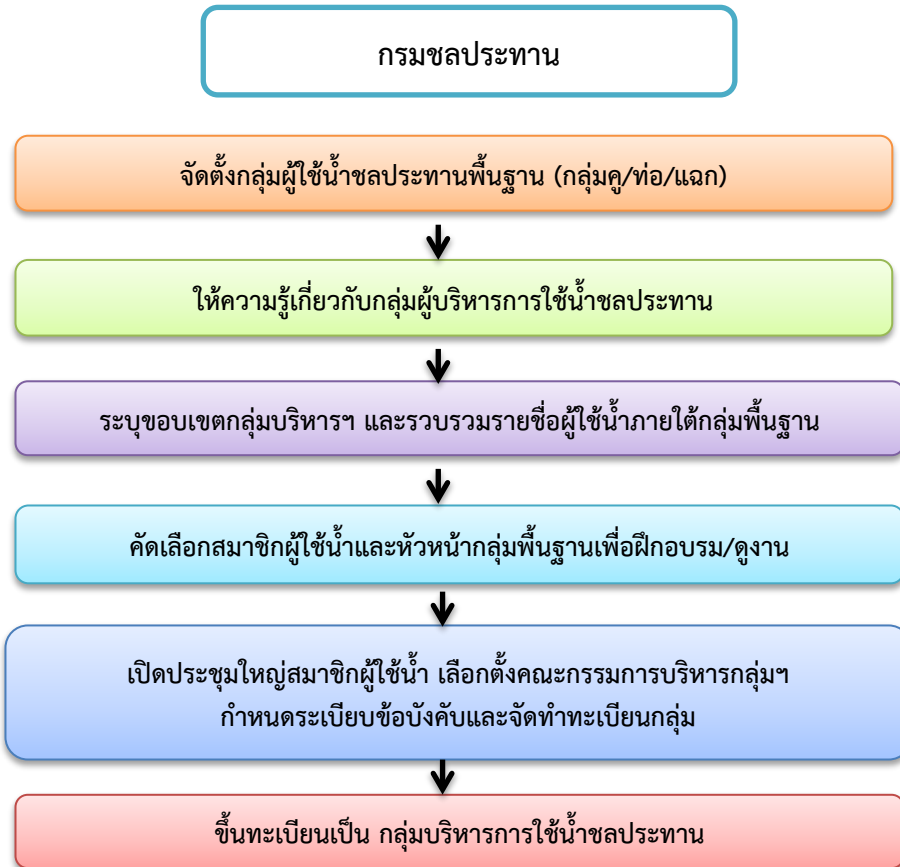 กรมชลประทาน
จัดตั้งกลุ่มผู้ใช้น้ำชลประทานพื้นฐาน (กลุ่มคู/ท่อ/แฉก)
ให้ความรู้เกี่ยวกับกลุ่มผู้บริหารการใช้น้ำชลประทาน
ระบุขอบเขตกลุ่มบริหารฯ และรวบรวมรายชื่อผู้ใช้น้ำภายใต้กลุ่มพื้นฐาน
คัดเลือกสมาชิกผู้ใช้น้ำและหัวหน้ากลุ่มพื้นฐานเพื่อฝึกอบรม/ดูงาน
เปิดประชุมใหญ่สมาชิกผู้ใช้น้ำ เลือกตั้งคณะกรรมการบริหารกลุ่มฯ
กำหนดระเบียบข้อบังคับและจัดทำทะเบียนกลุ่ม
ขึ้นทะเบียนเป็น กลุ่มบริหารการใช้น้ำชลประทาน